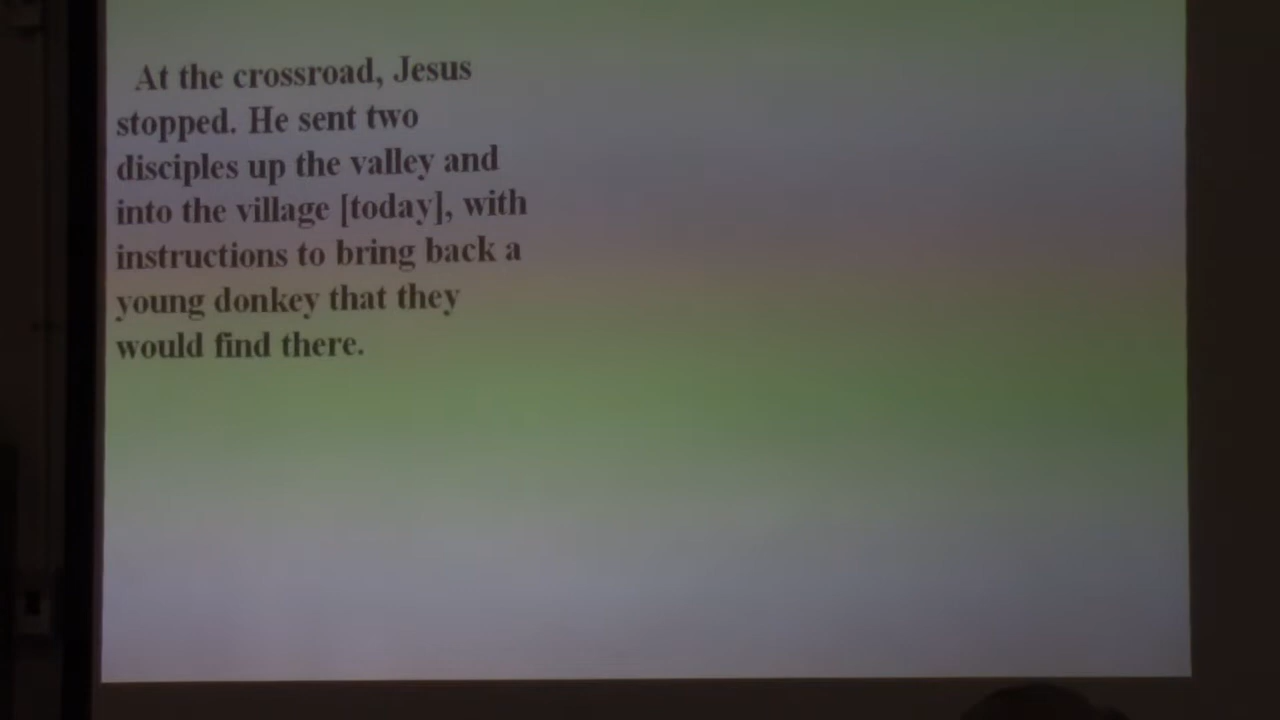 At the crossroad, Jesus
stopped. He sent two
disciples up the valley and
into the village [today], with
instructions to bring back a
young donkey that they
would find there.